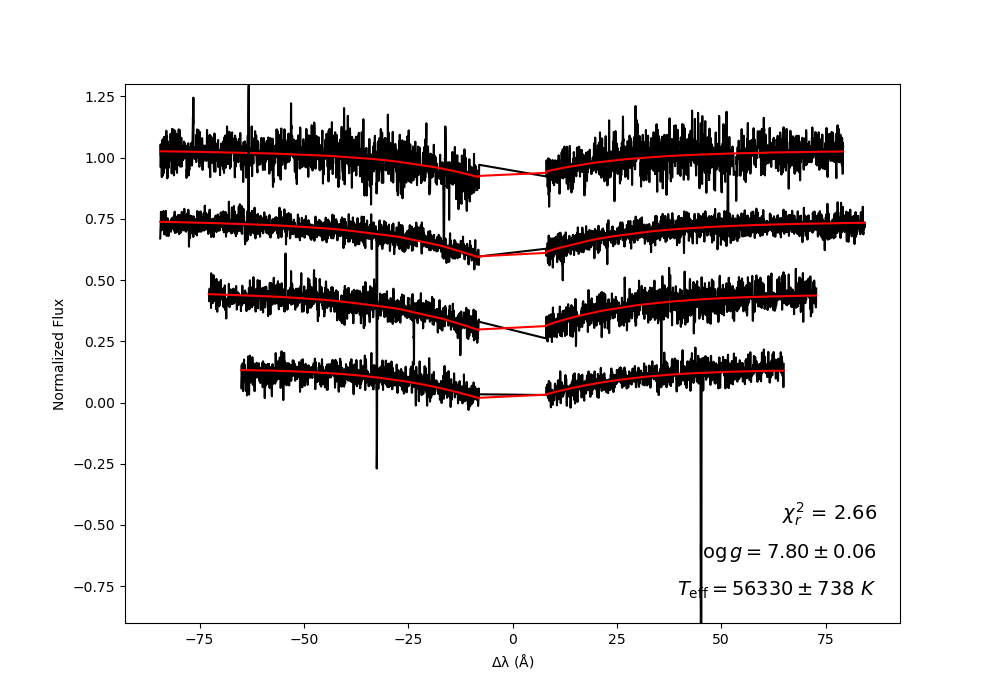 1.25
1.00
0.75
0.50
0.25
0.00
−0.25
−0.50
−0.75
Normalized Flux
χ²ᵣ = 2.66
og g = 7.80 ± 0.06
T_eff = 56330 ± 738 K
−75 −50 −25 0 25 50 75
Δλ (Å)